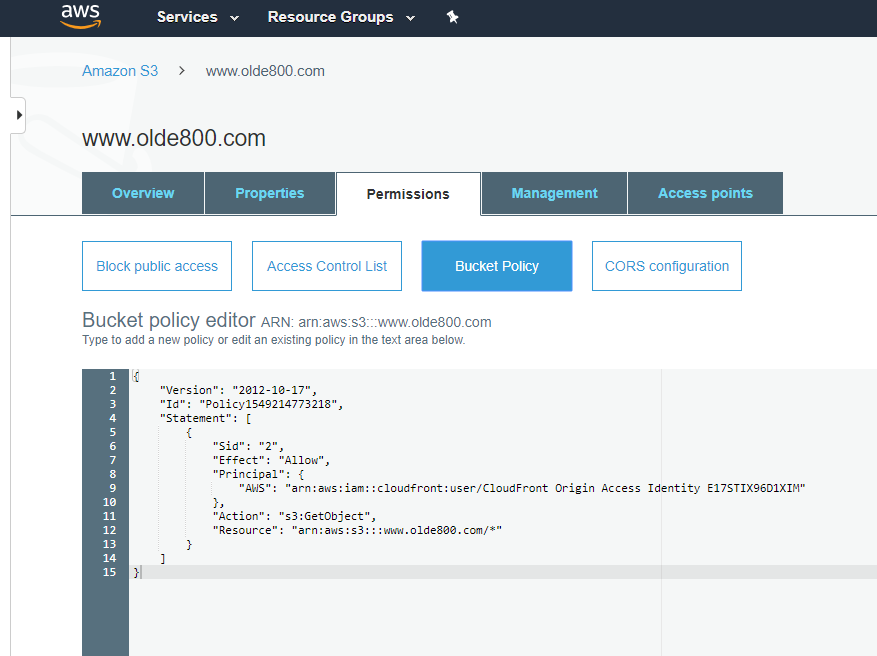 aws Services Resource Groups
Amazon S3 > www.olde800.com
www.olde800.com
Overview Properties Permissions Management Access points
Block public access Access Control List Bucket Policy CORS configuration
Bucket policy editor ARN: arn:aws:s3:::www.olde800.com
Type to add a new policy or edit an existing policy in the text area below.
1 {
2 "Version": "2012-10-17",
3 "Id": "Policy1549214773218",
4 "Statement": [
5 {
6 "Sid": "2",
7 "Effect": "Allow",
8 "Principal": {
9 "AWS": "arn:aws:iam::cloudfront:user/CloudFront Origin Access Identity E17STIX96D1XIM"
10 },
11 "Action": "s3:GetObject",
12 "Resource": "arn:aws:s3:::www.olde800.com/*"
13 }
14 ]
15 }